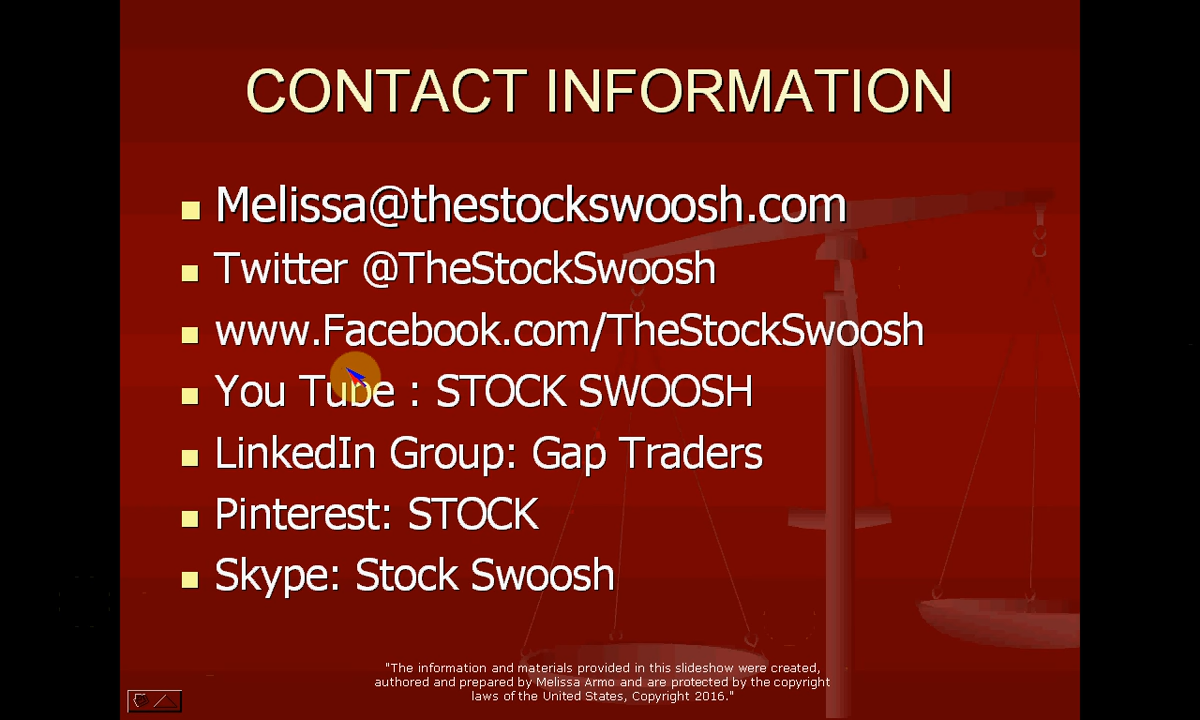 CONTACT INFORMATION
Melissa@thestockswoosh.com
Twitter @TheStockSwoosh
www.Facebook.com/TheStockSwoosh
You Tube : STOCK SWOOSH
LinkedIn Group: Gap Traders
Pinterest: STOCK
Skype: Stock Swoosh
"The information and materials provided in this slideshow were created,
authored and prepared by Melissa Armo and are protected by the copyright
laws of the United States, Copyright 2016."